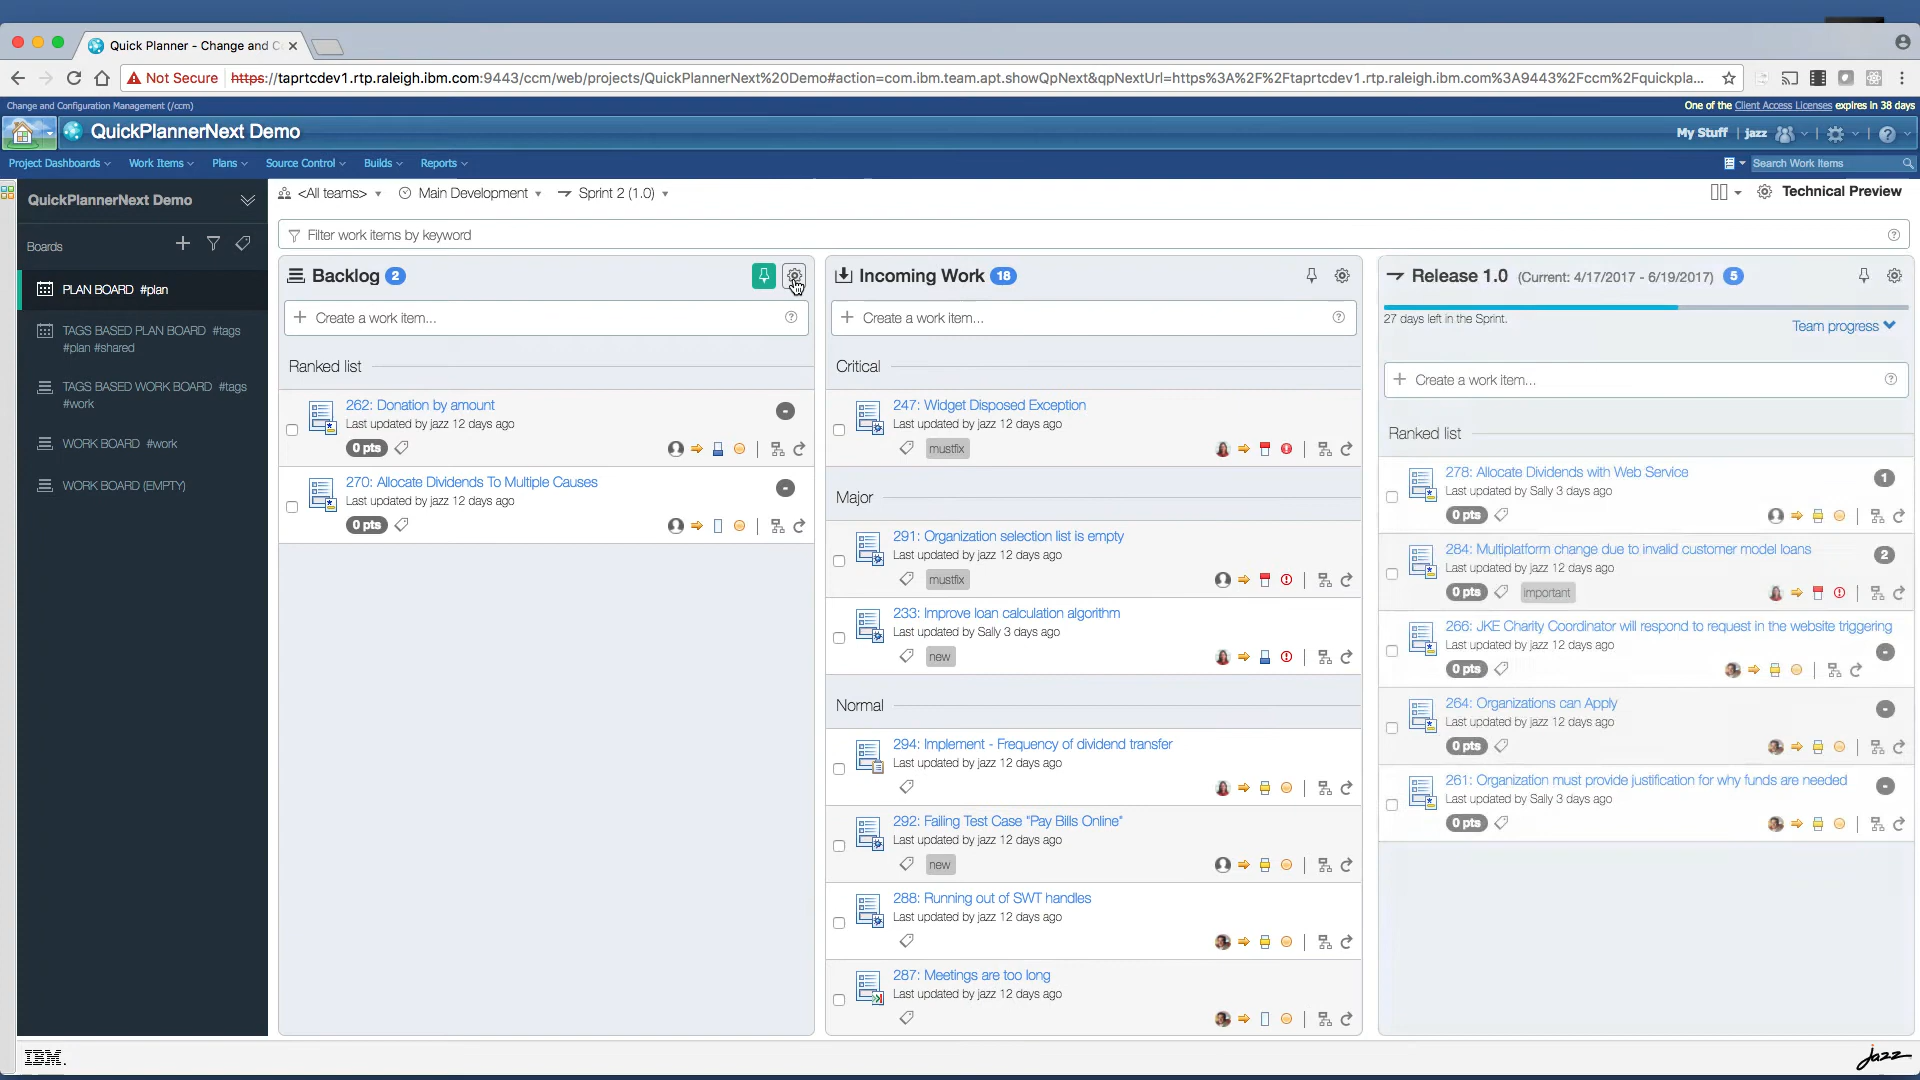 Quick Planner - Change and C
Not Secure https://taprtcdev1.rtp.raleigh.ibm.com:9443/ccm/web/projects/QuickPlannerNext%20Demo#action=com.ibm.team.apt.showQpNext&qpNextUrl=https%3A%2F%2Ftaprtcdev1.rtp.raleigh.ibm.com%3A9443%2Fccm%2Fquickpla...
Change and Configuration Management (/ccm)
One of the Client Access Licenses expires in 38 days
QuickPlannerNext Demo
My Stuff | jazz
Project Dashboards Work Items Plans Source Control Builds Reports
Search Work Items
QuickPlannerNext Demo
Boards
PLAN BOARD #plan
TAGS BASED PLAN BOARD #tags
#plan #shared
TAGS BASED WORK BOARD #tags
#work
WORK BOARD #work
WORK BOARD (EMPTY)
<All teams> Main Development Sprint 2 (1.0)
Technical Preview
Filter work items by keyword
Backlog 2
Create a work item...
Ranked list
262: Donation by amount
Last updated by jazz 12 days ago
0 pts
270: Allocate Dividends To Multiple Causes
Last updated by jazz 12 days ago
0 pts
Incoming Work 18
Create a work item...
Critical
247: Widget Disposed Exception
Last updated by jazz 12 days ago
mustfix
Major
291: Organization selection list is empty
Last updated by jazz 12 days ago
mustfix
233: Improve loan calculation algorithm
Last updated by Sally 3 days ago
new
Normal
294: Implement - Frequency of dividend transfer
Last updated by jazz 12 days ago
292: Failing Test Case "Pay Bills Online"
Last updated by jazz 12 days ago
new
288: Running out of SWT handles
Last updated by jazz 12 days ago
287: Meetings are too long
Last updated by jazz 12 days ago
Release 1.0 (Current: 4/17/2017 - 6/19/2017) 5
27 days left in the Sprint.
Team progress
Create a work item...
Ranked list
278: Allocate Dividends with Web Service
1
Last updated by Sally 3 days ago
0 pts
284: Multiplatform change due to invalid customer model loans
2
Last updated by jazz 12 days ago
0 pts important
266: JKE Charity Coordinator will respond to request in the website triggering
Last updated by jazz 12 days ago
0 pts
264: Organizations can Apply
Last updated by jazz 12 days ago
0 pts
261: Organization must provide justification for why funds are needed
Last updated by Sally 3 days ago
0 pts
IBM.
jazz